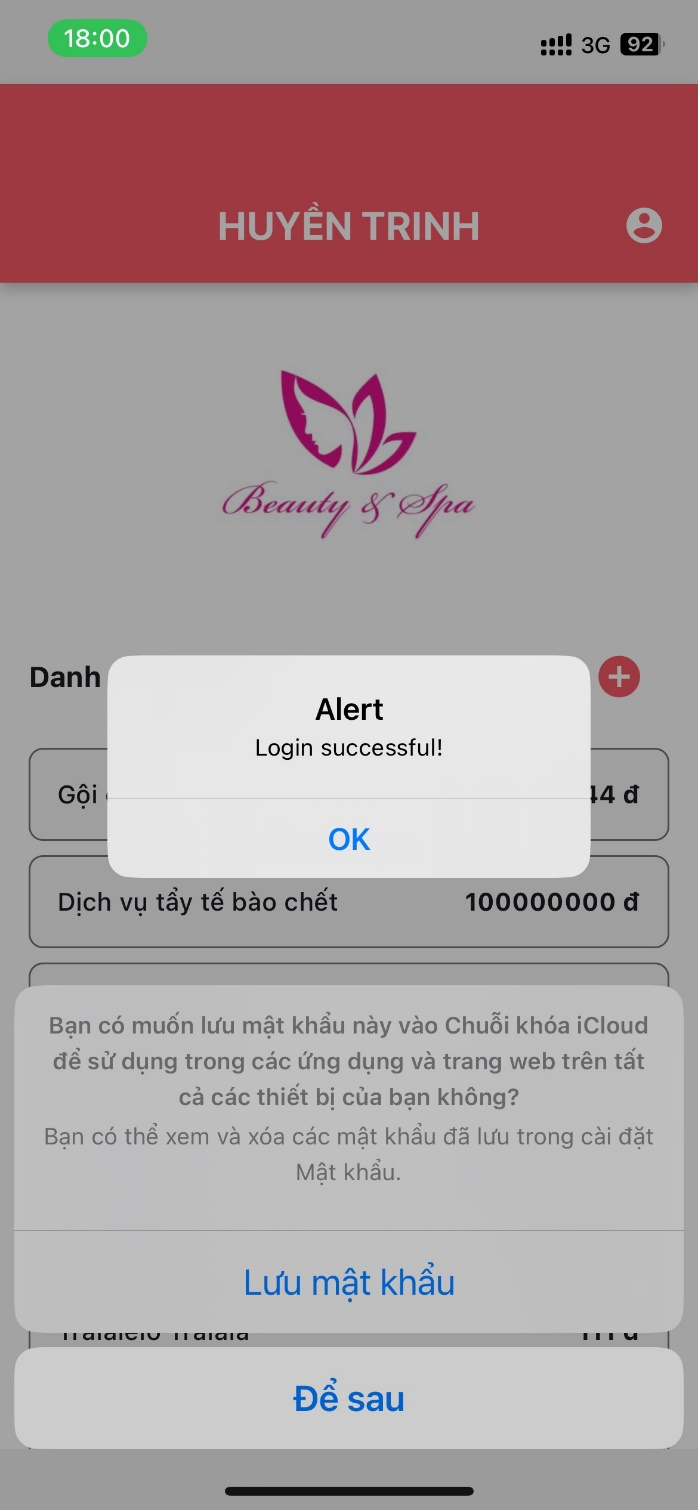 18:00
3G 92
HUYỀN TRINH
Beauty & Spa
Danh
Alert
Login successful!
Gội
44 đ
OK
Dịch vụ tẩy tế bào chết 100000000 đ
Bạn có muốn lưu mật khẩu này vào Chuỗi khóa iCloud
để sử dụng trong các ứng dụng và trang web trên tất
cả các thiết bị của bạn không?
Bạn có thể xem và xóa các mật khẩu đã lưu trong cài đặt
Mật khẩu.
Lưu mật khẩu
Để sau